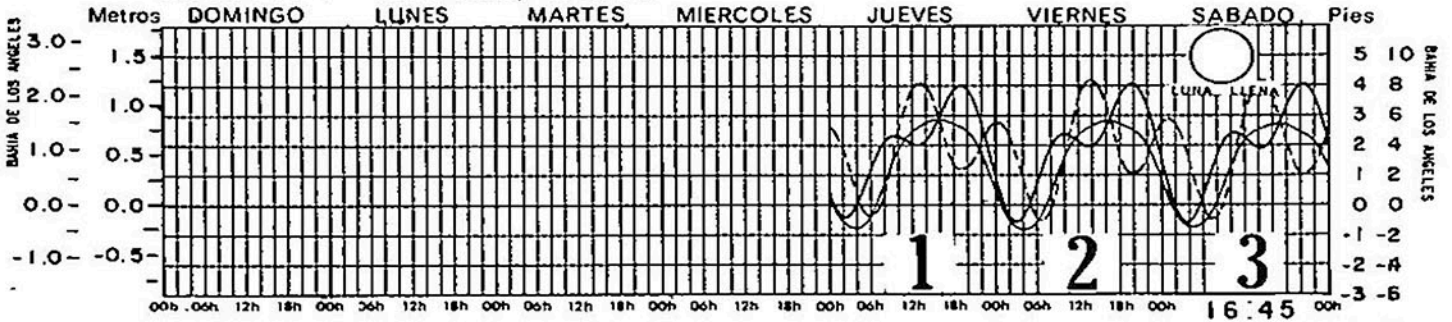 Metros DOMINGO LUNES MARTES MIERCOLES JUEVES VIERNES SABADO Pies
BAHIA DE LOS ANGELES
3.0- 1.5- 5 10
4 8
2.0- 1.0- 3 6
1.0- 0.5- 2 4
1 2
0.0- 0.0- 0 0
-1 -2
-1.0- -0.5- -2 -4
-3 -6
BAHIA DE LOS ANGELES
LUNA LLENA
1 2 3
00h 06h 12h 18h 00h 06h 12h 18h 00h 06h 12h 18h 00h 06h 12h 18h 00h 06h 12h 18h 00h 06h 12h 18h 00h 16:45 00h